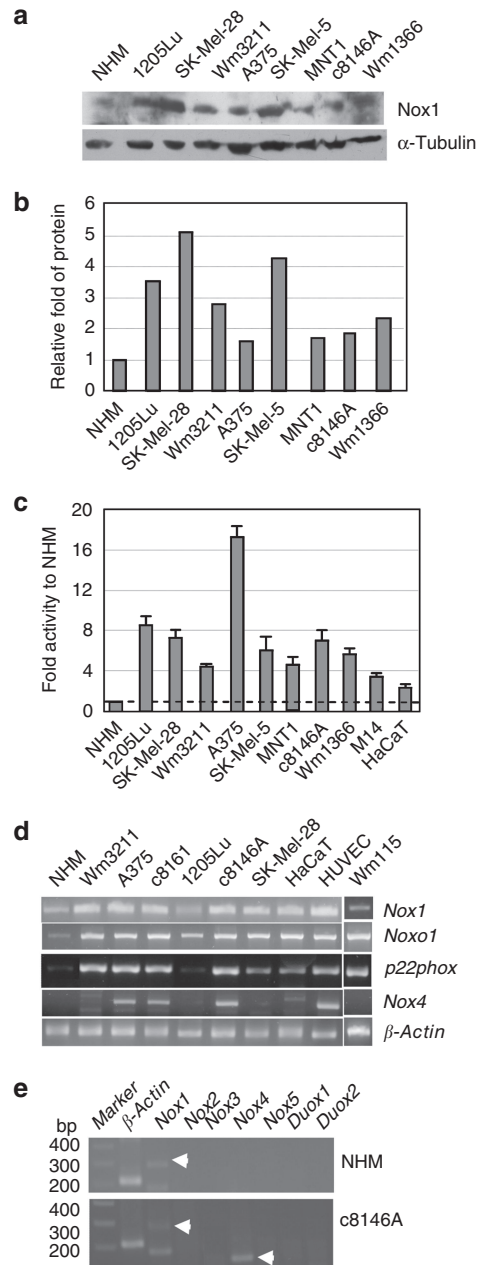 a
NHM 1205Lu SK-Mel-28 Wm3211 A375 SK-Mel-5 MNT1 c8146A Wm1366
Nox1
α-Tubulin
b
Relative fold of protein
6
5
4
3
2
1
0
NHM 1205Lu SK-Mel-28 Wm3211 A375 SK-Mel-5 MNT1 c8146A Wm1366
c
Fold activity to NHM
20
16
12
8
4
0
NHM 1205Lu SK-Mel-28 Wm3211 A375 SK-Mel-5 MNT1 c8146A Wm1366 M14 HaCaT
d
NHM Wm3211 A375 c8161 1205Lu c8146A SK-Mel-28 HaCaT HUVEC Wm115
Nox1
Noxo1
p22phox
Nox4
β-Actin
e
bp Marker β-Actin Nox1 Nox2 Nox3 Nox4 Nox5 Duox1 Duox2
400
300
200
NHM
400
300
200
c8146A